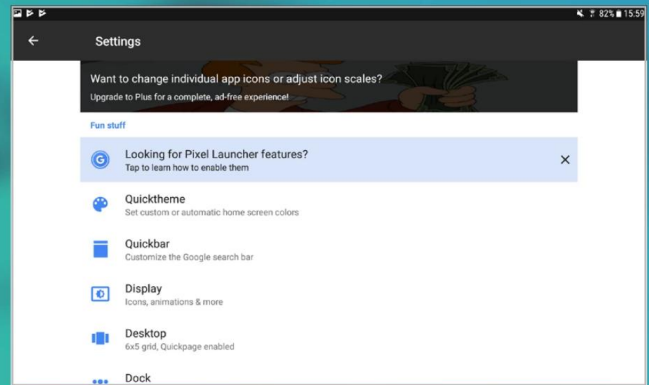 82% 15:59
Settings
Want to change individual app icons or adjust icon scales?
Upgrade to Plus for a complete, ad-free experience!
Fun stuff
G
Looking for Pixel Launcher features?
Tap to learn how to enable them
Quicktheme
Set custom or automatic home screen colors
Quickbar
Customize the Google search bar
Display
Icons, animations & more
Desktop
6x5 grid, Quickpage enabled
Dock